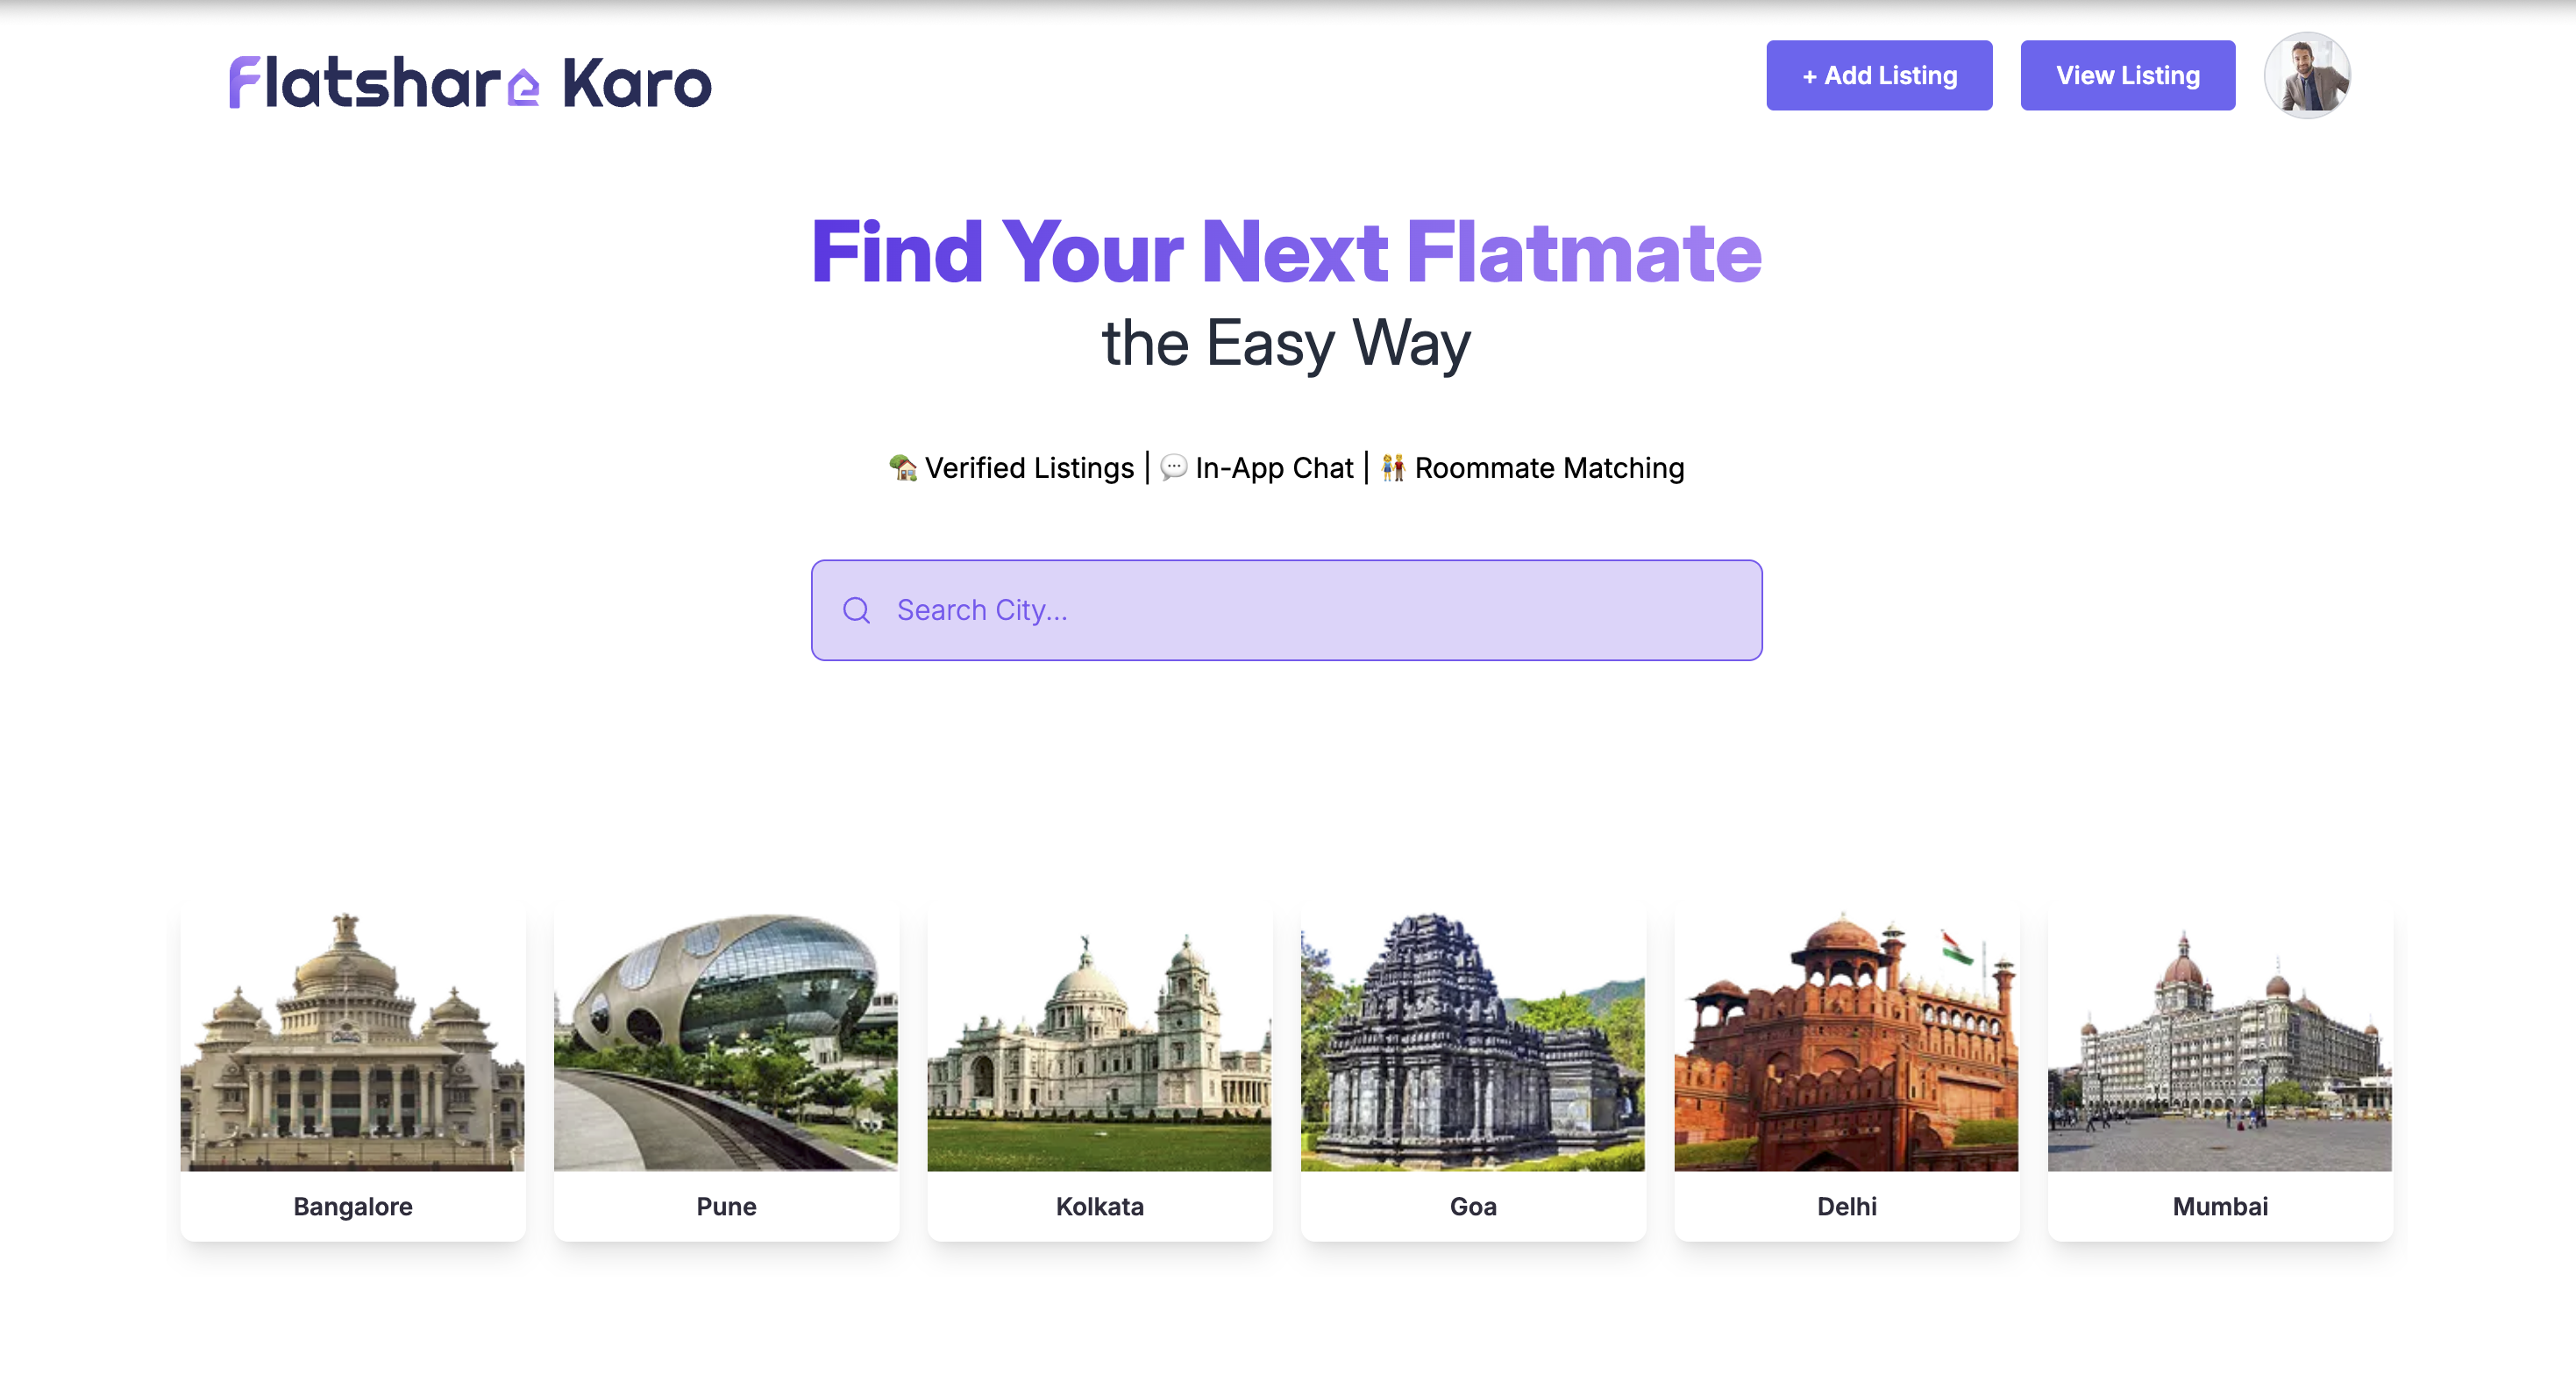 Flatshare Karo
+ Add Listing
View Listing
Find Your Next Flatmate
the Easy Way
🏡 Verified Listings | 💬 In-App Chat | 👫 Roommate Matching
Search City...
Bangalore
Pune
Kolkata
Goa
Delhi
Mumbai